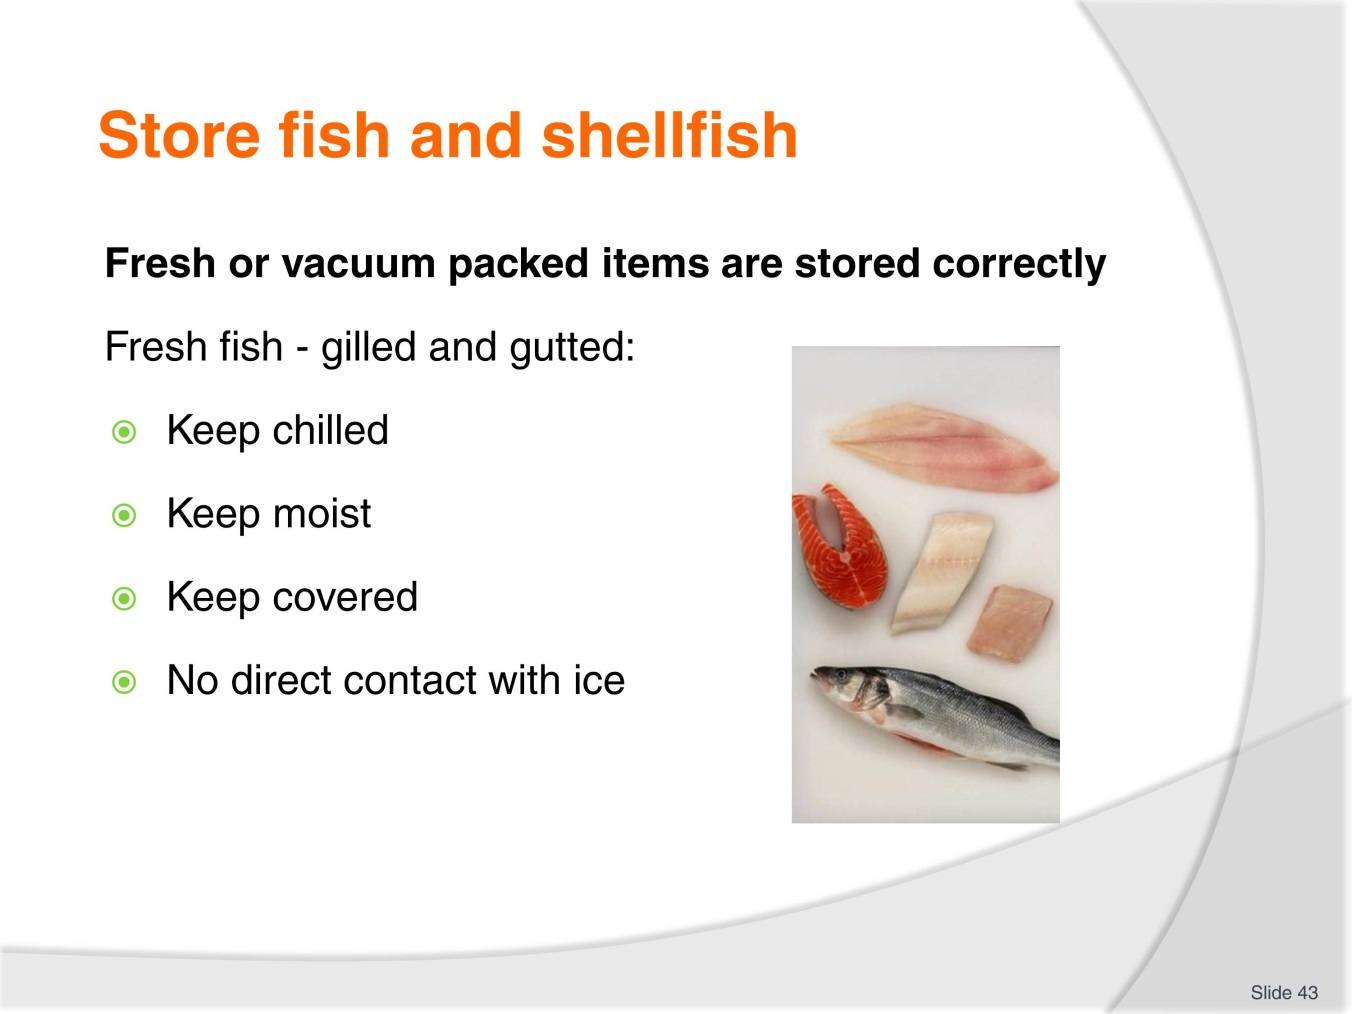 Store fish and shellfish
Fresh or vacuum packed items are stored correctly
Fresh fish - gilled and gutted:
Keep chilled
Keep moist
Keep covered
No direct contact with ice
Slide 43